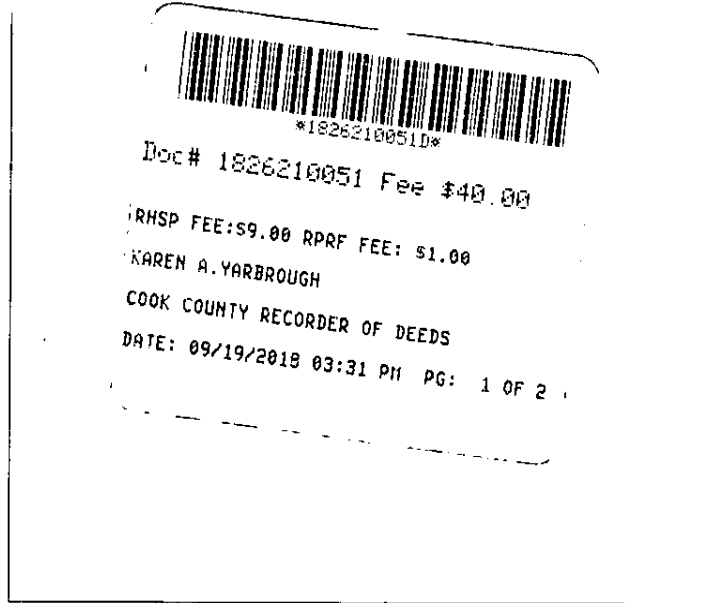 *1826210051D*
Doc# 1826210051 Fee $40.00
RHSP FEE:$9.00 RPRF FEE: $1.00
KAREN A.YARBROUGH
COOK COUNTY RECORDER OF DEEDS
DATE: 09/19/2018 03:31 PM PG: 1 OF 2